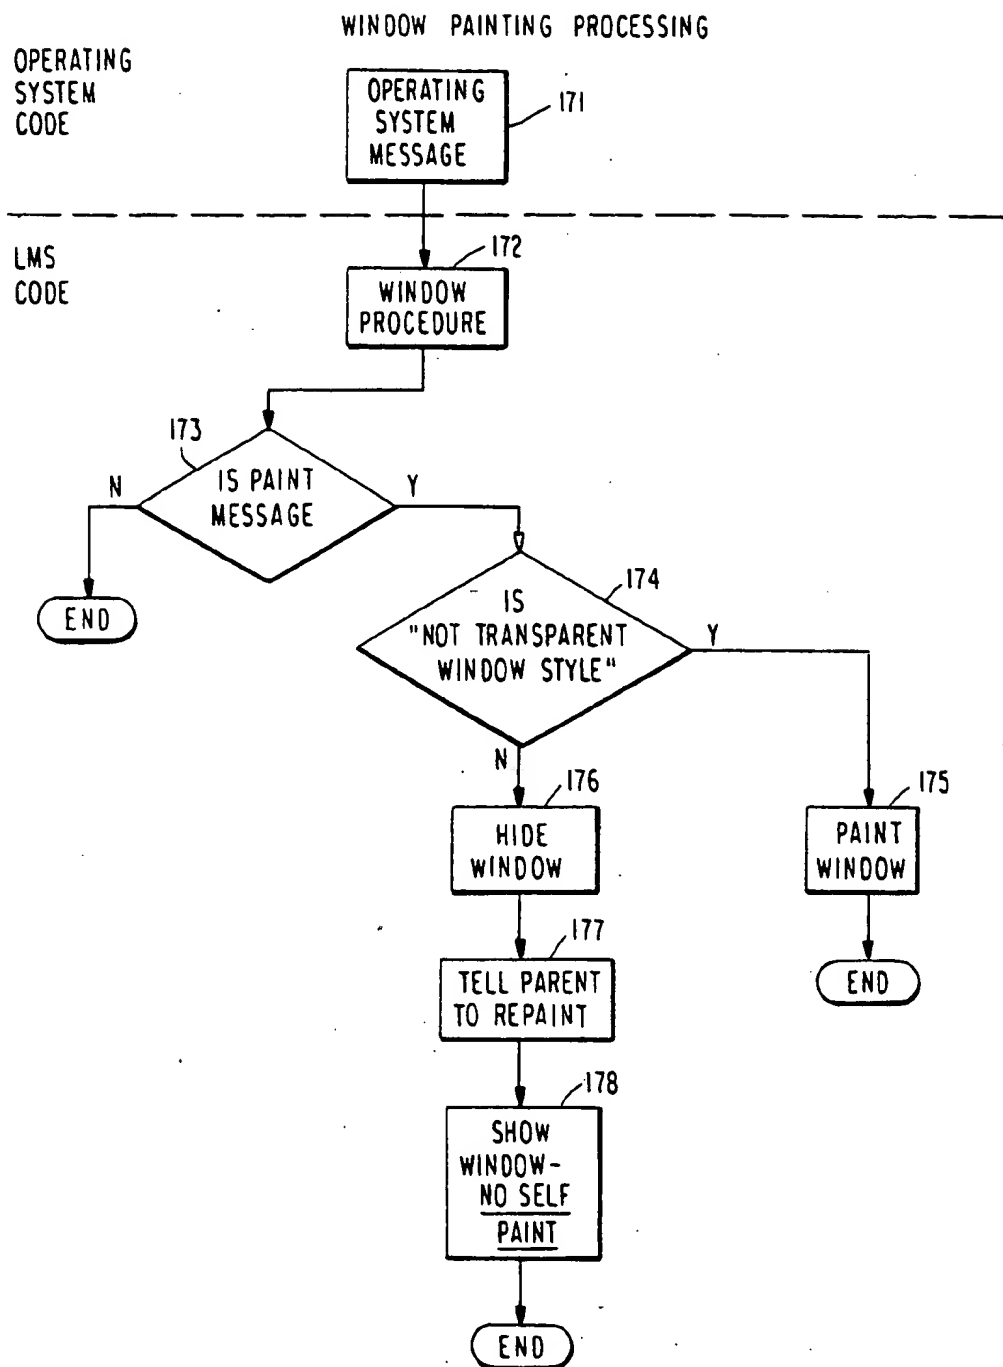 WINDOW PAINTING PROCESSING
OPERATING
SYSTEM
CODE
OPERATING
SYSTEM
MESSAGE
171
LMS
CODE
172
WINDOW
PROCEDURE
173
IS PAINT
MESSAGE
N
Y
END
174
IS
"NOT TRANSPARENT
WINDOW STYLE"
Y
N
176
HIDE
WINDOW
175
PAINT
WINDOW
177
TELL PARENT
TO REPAINT
END
178
SHOW
WINDOW-
NO SELF
PAINT
END